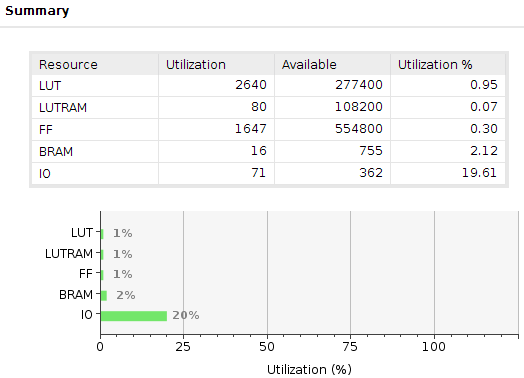 Summary
Resource Utilization Available Utilization %
LUT 2640 277400 0.95
LUTRAM 80 108200 0.07
FF 1647 554800 0.30
BRAM 16 755 2.12
IO 71 362 19.61
LUT 1%
LUTRAM 1%
FF 1%
BRAM 2%
IO 20%
0 25 50 75 100
Utilization (%)